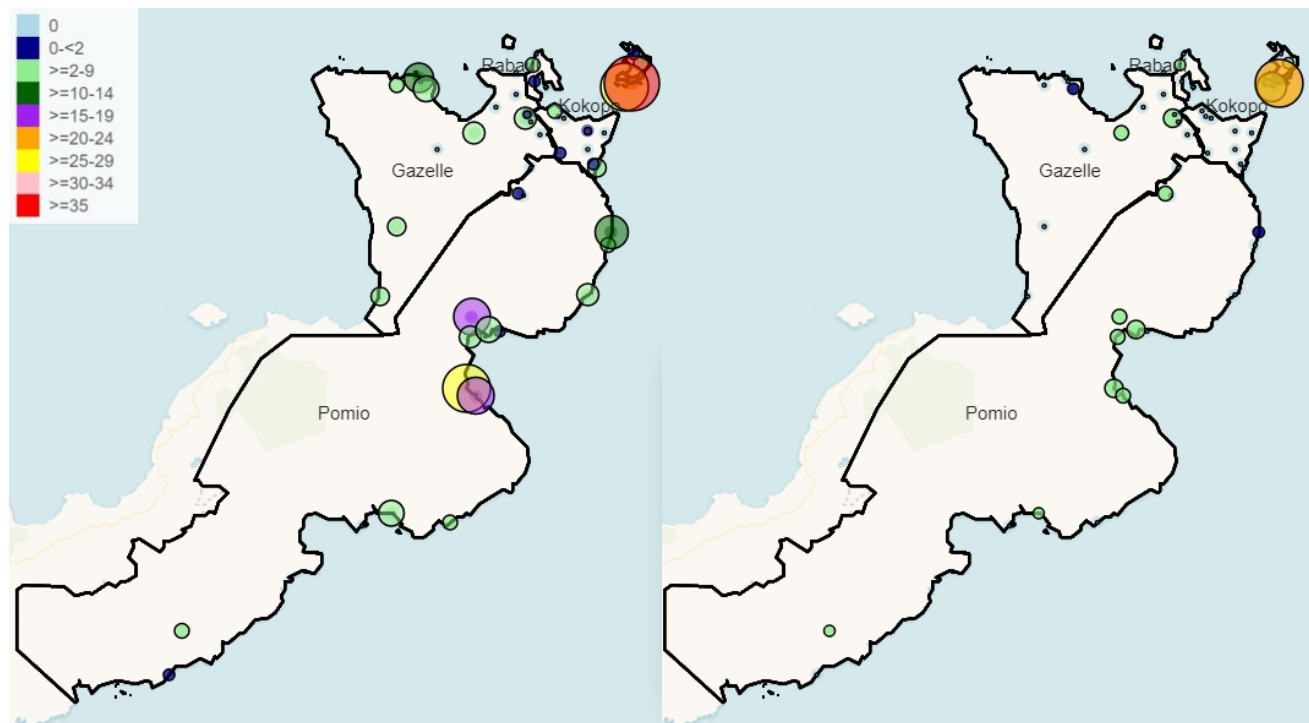 0
0-<2
>=2-9
>=10-14
>=15-19
>=20-24
>=25-29
>=30-34
>=35
Rabaul
Kokopo
Gazelle
Pomio
Kokopo
Gazelle
Pomio